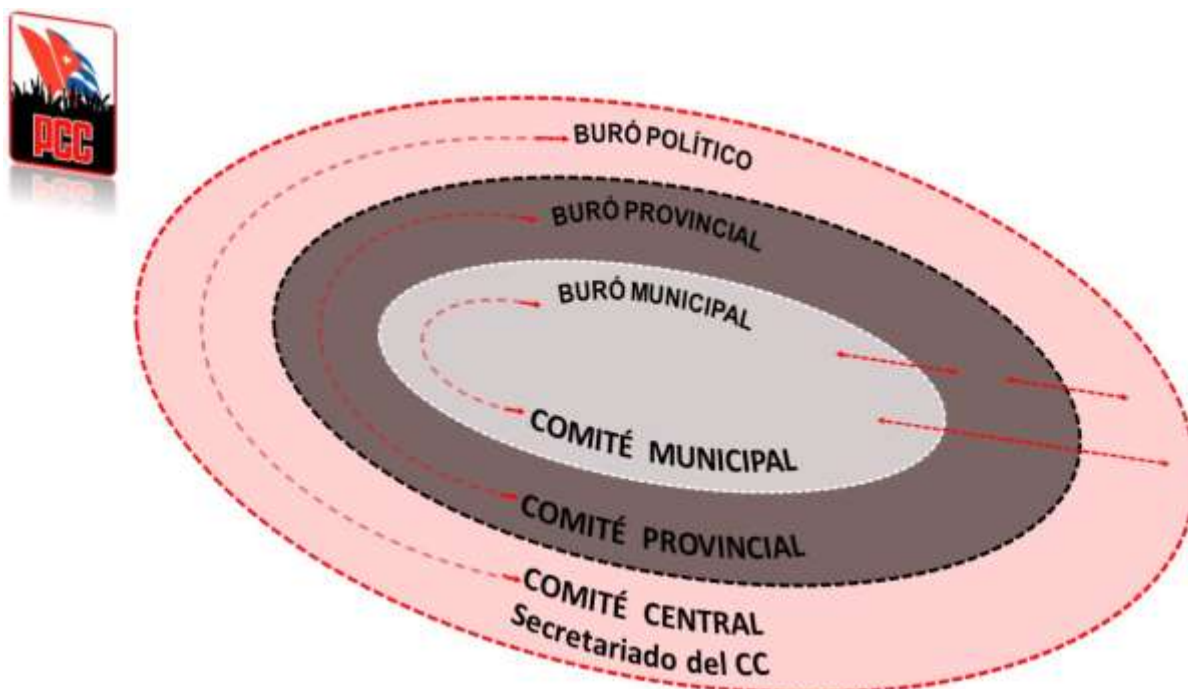 PCC
BURÓ POLÍTICO
BURÓ PROVINCIAL
BURÓ MUNICIPAL
COMITÉ MUNICIPAL
COMITÉ PROVINCIAL
COMITÉ CENTRAL
Secretariado del CC